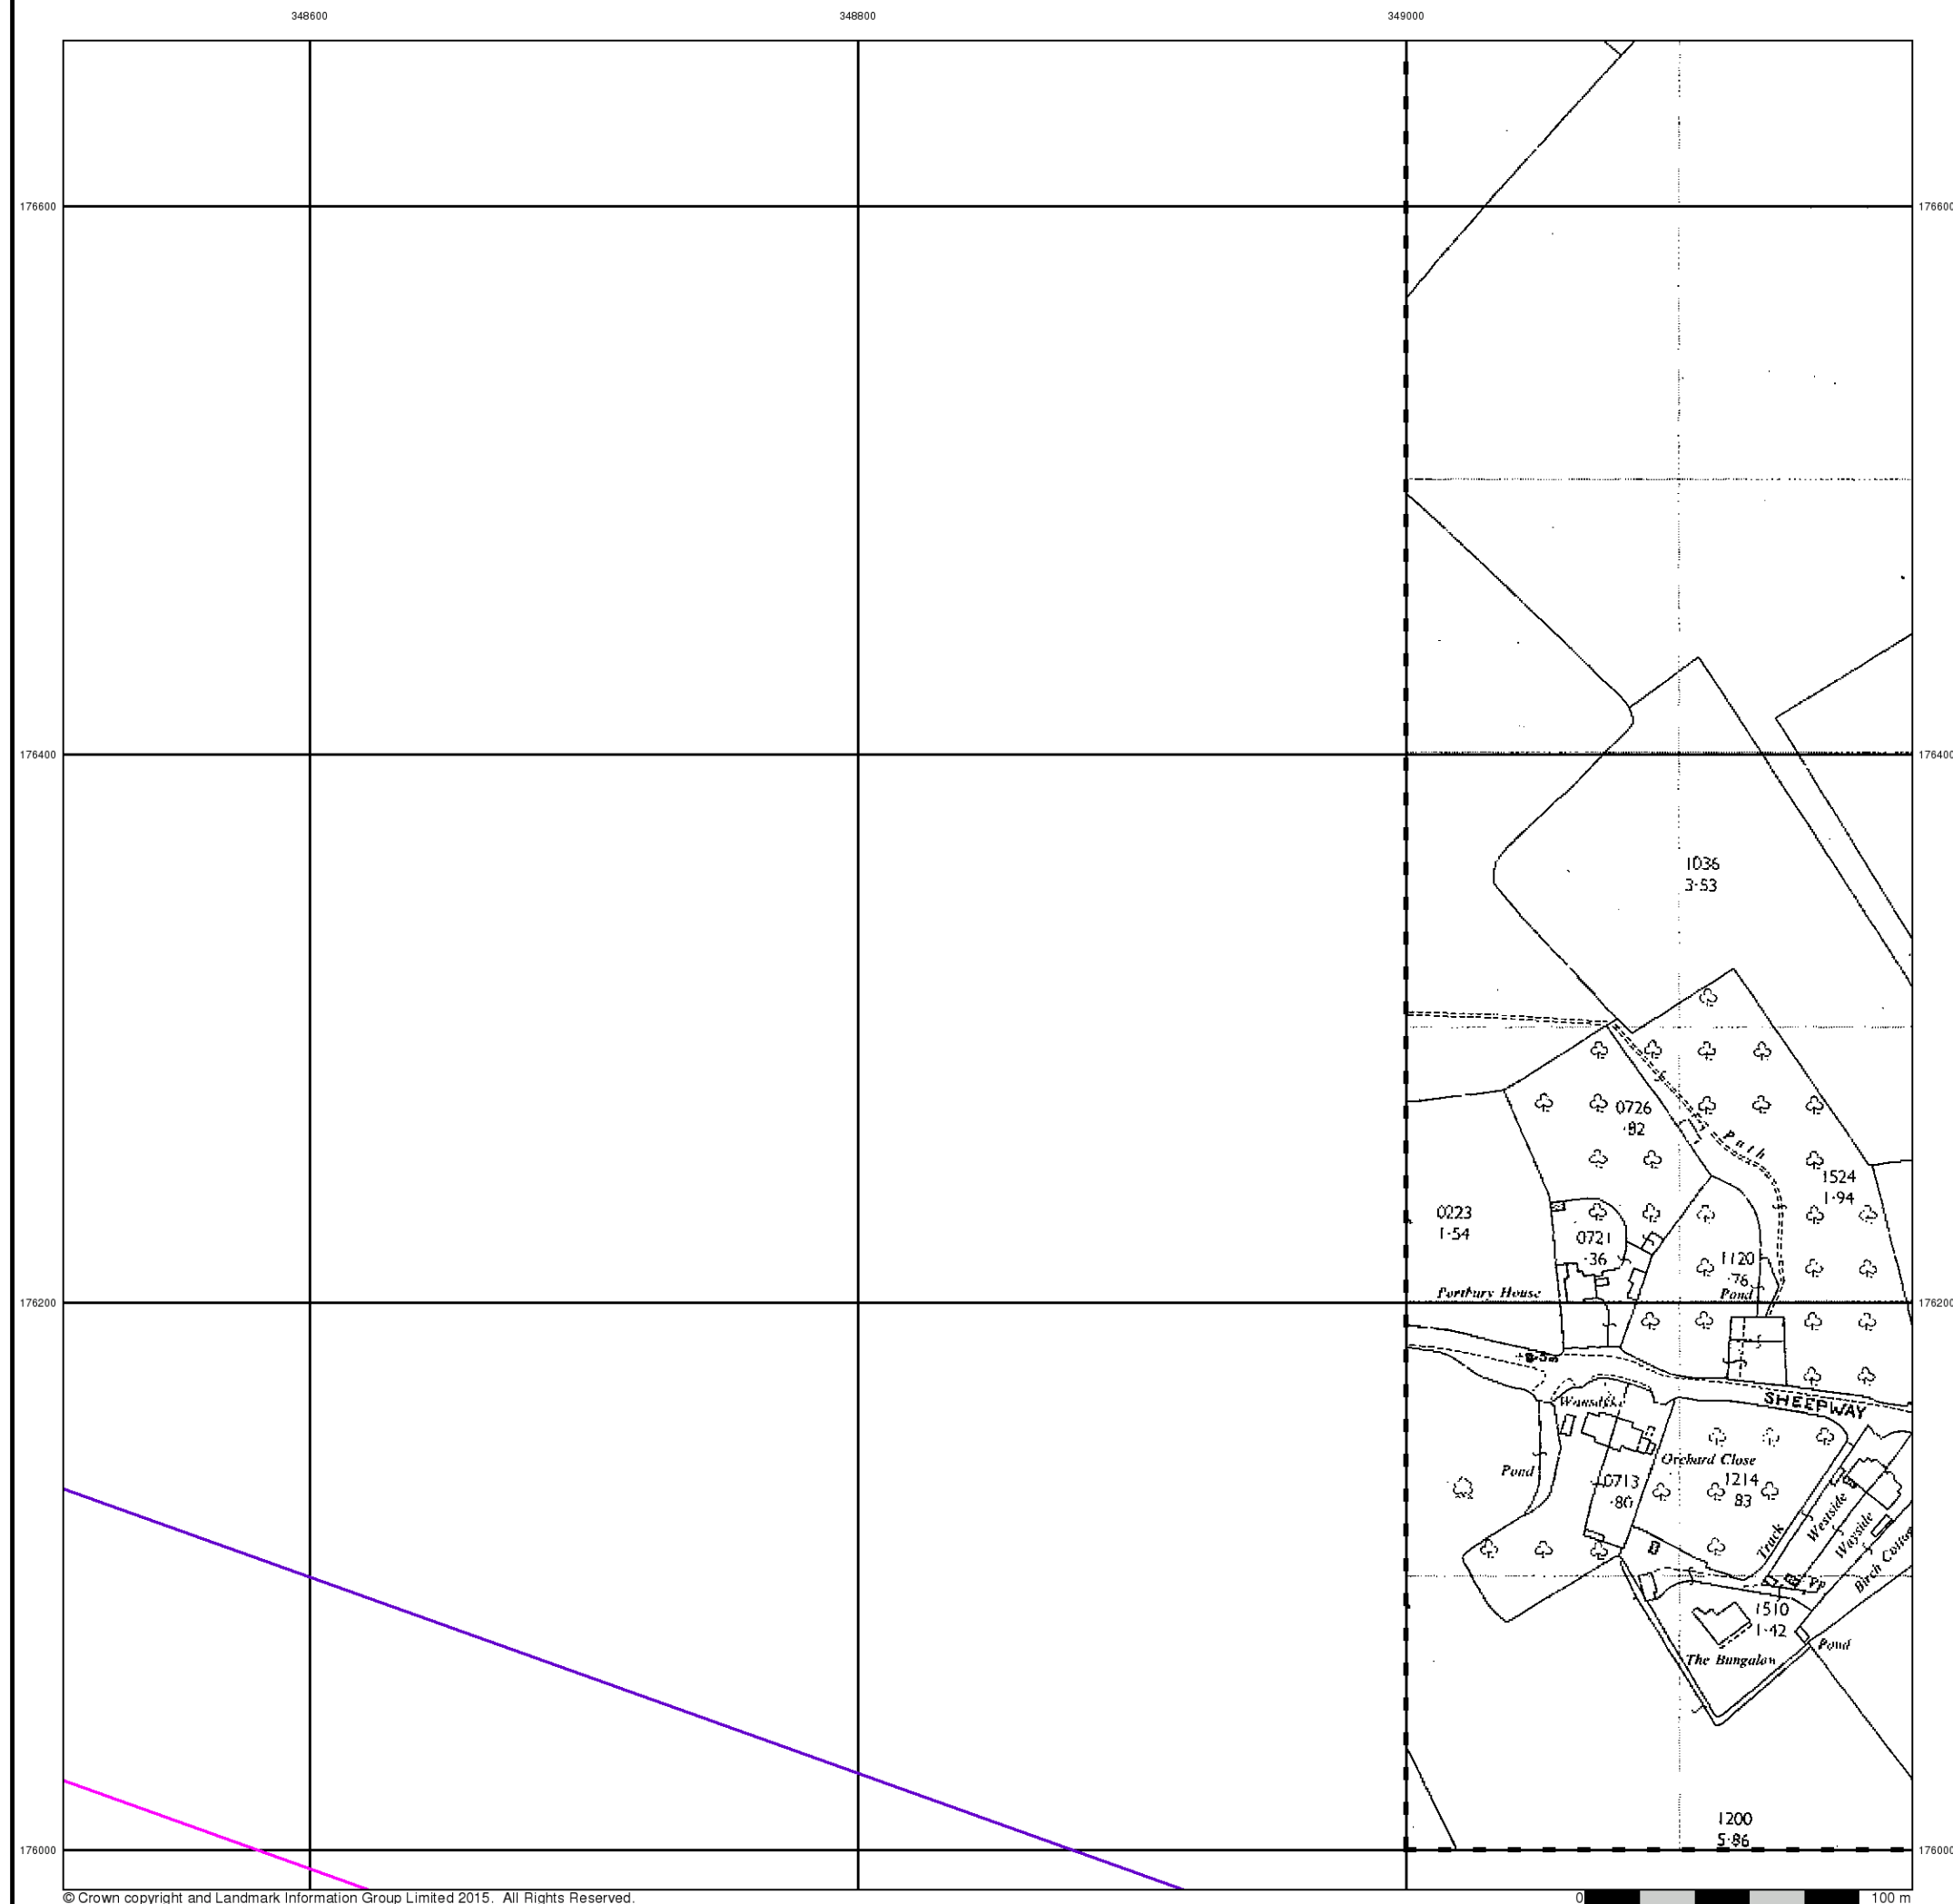 348600 348800 349000
176600 176600
176400 176400
1036
3·53
0726
·82
Path
1524
1·94
0223
1·54
0721
·36
1120
·76
Pond
Portbury House
176200 176200
SHEEPWAY
Wansdyke
Orchard Close
Pond
0713
·80
1214
83
Track
Westside
Wayside
Birch
1510
1·42
Pond
The Bungalow
1200
5·86
176000 176000
© Crown copyright and Landmark Information Group Limited 2015. All Rights Reserved.
0 100 m